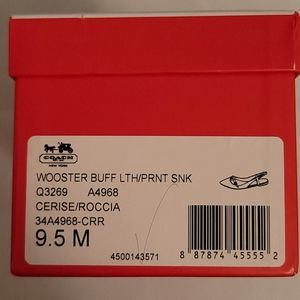 COACH
NEW YORK
WOOSTER BUFF LTH/PRNT SNK
Q3269 A4968
CERISE/ROCCIA
34A4968-CRR
9.5 M
4500143571
8 87874 45555 2